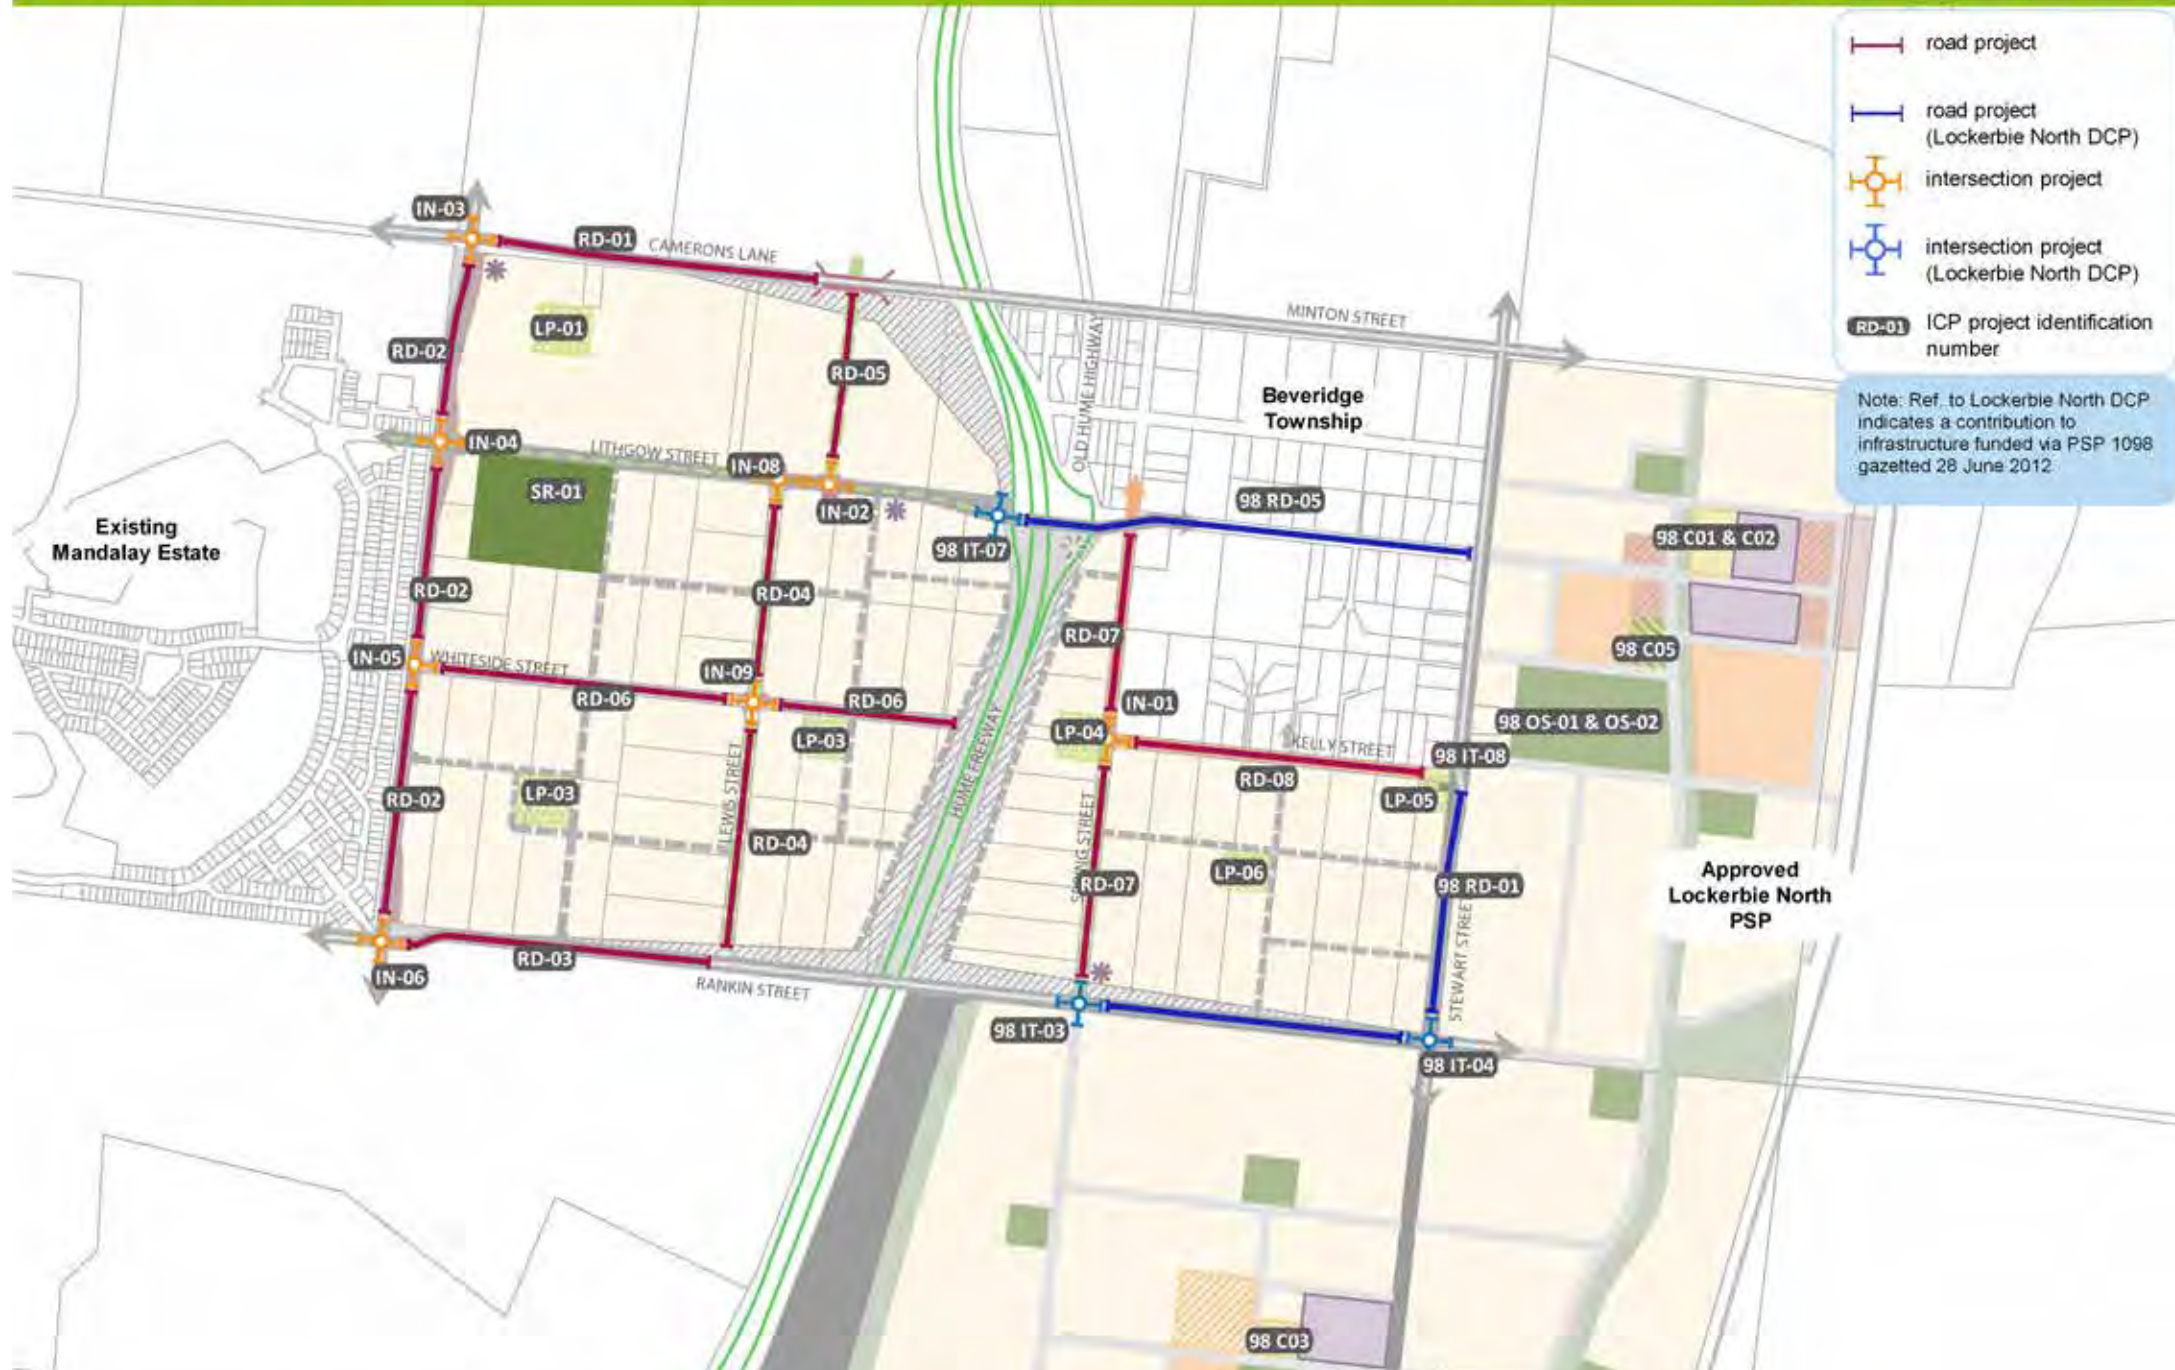 road project
road project
(Lockerbie North DCP)
intersection project
intersection project
(Lockerbie North DCP)
RD-01
ICP project identification
number
Note: Ref. to Lockerbie North DCP
indicates a contribution to
infrastructure funded via PSP 1098
gazetted 28 June 2012
IN-03
RD-01
CAMERONS LANE
MINTON STREET
LP-01
RD-02
RD-05
OLD HUME HIGHWAY
Beveridge
Township
IN-04
LITHGOW STREET
IN-08
SR-01
IN-02
98 RD-05
98 IT-07
Existing
Mandalay Estate
98 C01 & C02
RD-02
RD-04
RD-07
98 C05
IN-05
WHITESIDE STREET
IN-09
RD-06
RD-06
IN-01
LP-04
LP-03
98 OS-01 & OS-02
KELLY STREET
98 IT-08
RD-08
LP-05
HUME FREEWAY
RD-02
LP-03
LEWIS STREET
RD-04
SPRING STREET
LP-06
RD-07
98 RD-01
STEWART STREET
Approved
Lockerbie North
PSP
RD-03
IN-06
RANKIN STREET
98 IT-03
98 IT-04
98 C03